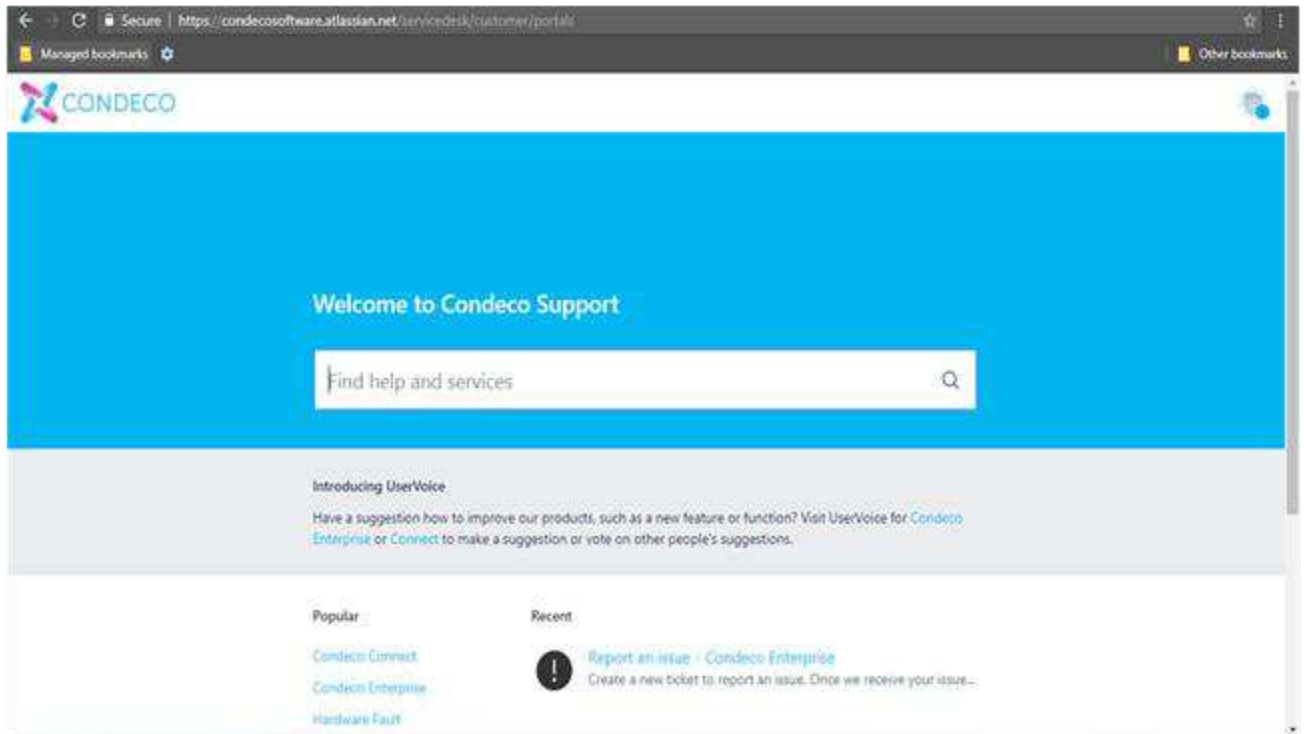 Secure | https://condecosoftware.atlassian.net/servicedesk/customer/portals
Managed bookmarks
Other bookmarks
CONDECO
Welcome to Condeco Support
Find help and services
Introducing UserVoice
Have a suggestion how to improve our products, such as a new feature or function? Visit UserVoice for Condeco
Enterprise or Connect to make a suggestion or vote on other people's suggestions.
Popular
Recent
Condeco Connect
Condeco Enterprise
Hardware Fault
Report an issue - Condeco Enterprise
Create a new ticket to report an issue. Once we receive your issue...